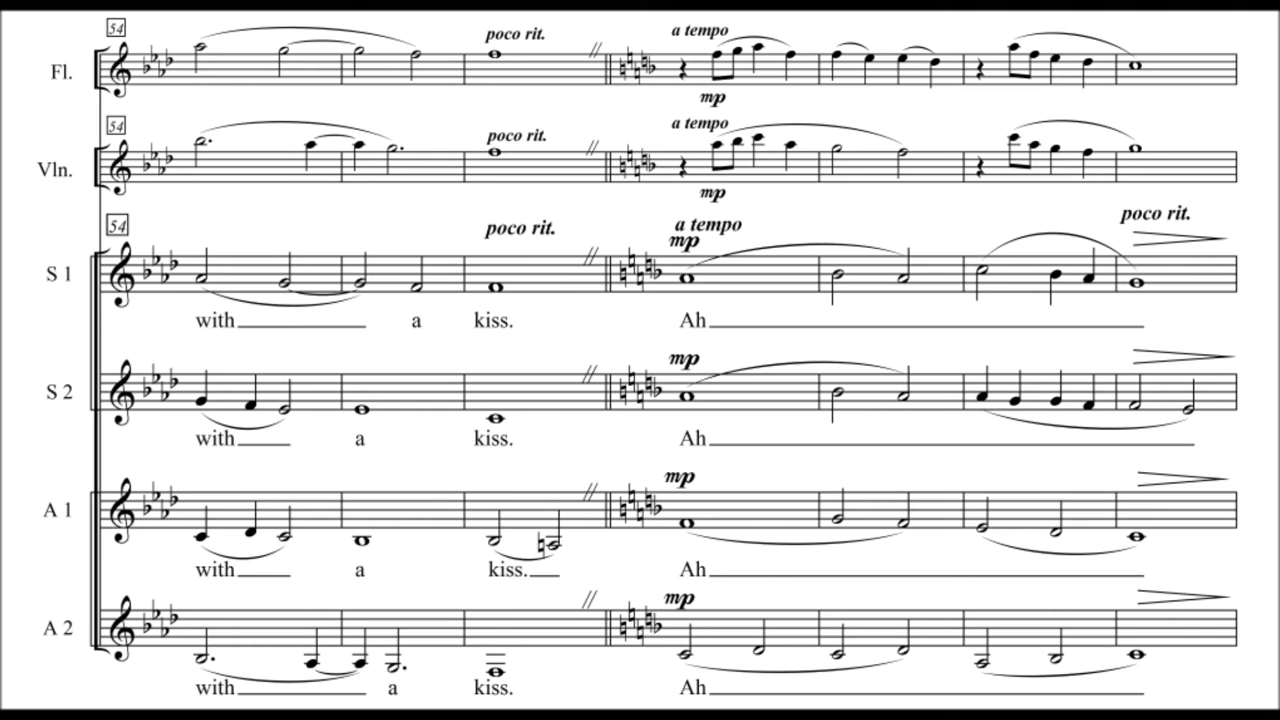 54
poco rit. a tempo
Fl.
mp
54
poco rit. a tempo
Vln.
mp
54
poco rit. a tempo poco rit.
mp
S 1
with a kiss. Ah
mp
S 2
with a kiss. Ah
mp
A 1
with a kiss. Ah
mp
A 2
with a kiss. Ah